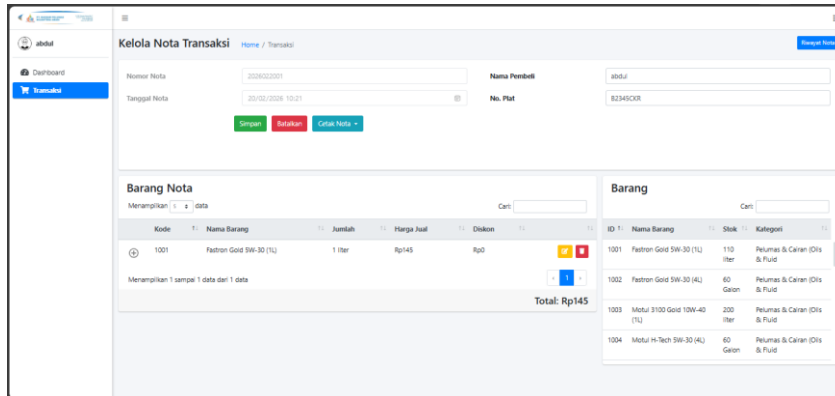 abdul
Dashboard
Transaksi
Kelola Nota Transaksi Home / Transaksi
Riwayat Nota
Nomor Nota 2026022001 Nama Pembeli abdul
Tanggal Nota 20/02/2026 10:21 No. Plat B2345CKR
Simpan Batalkan Cetak Nota
Barang Nota
Menampilkan 5 data Cari:
Kode Nama Barang Jumlah Harga Jual Diskon
1001 Fastron Gold 5W-30 (1L) 1 liter Rp145 Rp0
Menampilkan 1 sampai 1 data dari 1 data
1
Total: Rp145
Barang
Cari:
ID Nama Barang Stok Kategori
1001 Fastron Gold 5W-30 (1L) 110 liter Pelumas & Cairan (Oils & Fluid
1002 Fastron Gold 5W-30 (4L) 60 Galon Pelumas & Cairan (Oils & Fluid
1003 Motul 3100 Gold 10W-40 (1L) 200 liter Pelumas & Cairan (Oils & Fluid
1004 Motul H-Tech 5W-30 (4L) 60 Galon Pelumas & Cairan (Oils & Fluid